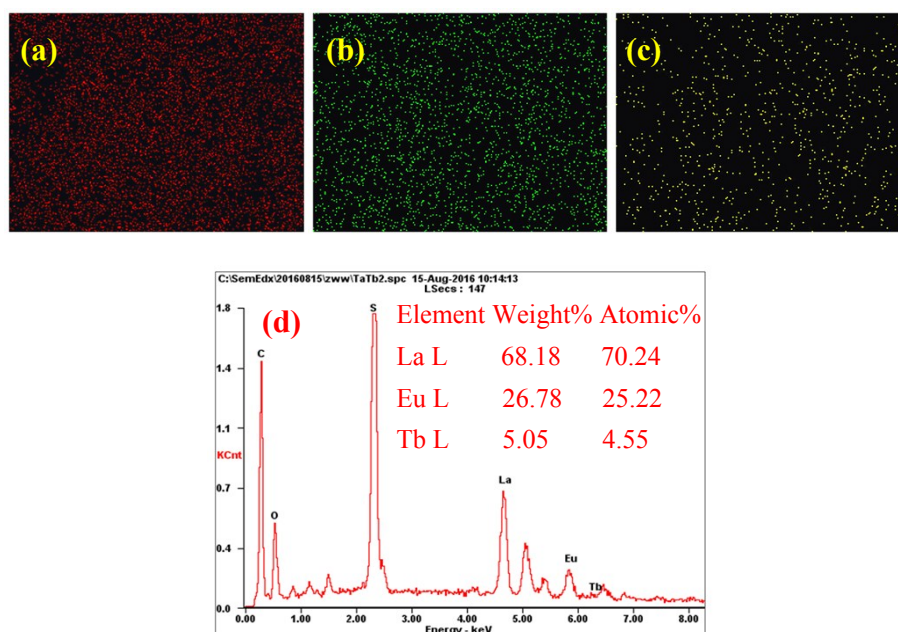 (a) (b) (c)
C:\SemEdx\20160815\zww\TaTb2.spc 15-Aug-2016 10:14:13
LSecs : 147
1.8 (d) S Element Weight% Atomic%
C La L 68.18 70.24
1.4
Eu L 26.78 25.22
1.1 Tb L 5.05 4.55
KCnt
0.7 La
O
0.4 Eu
Tb
0.0
0.00 1.00 2.00 3.00 4.00 5.00 6.00 7.00 8.00
Energy - keV